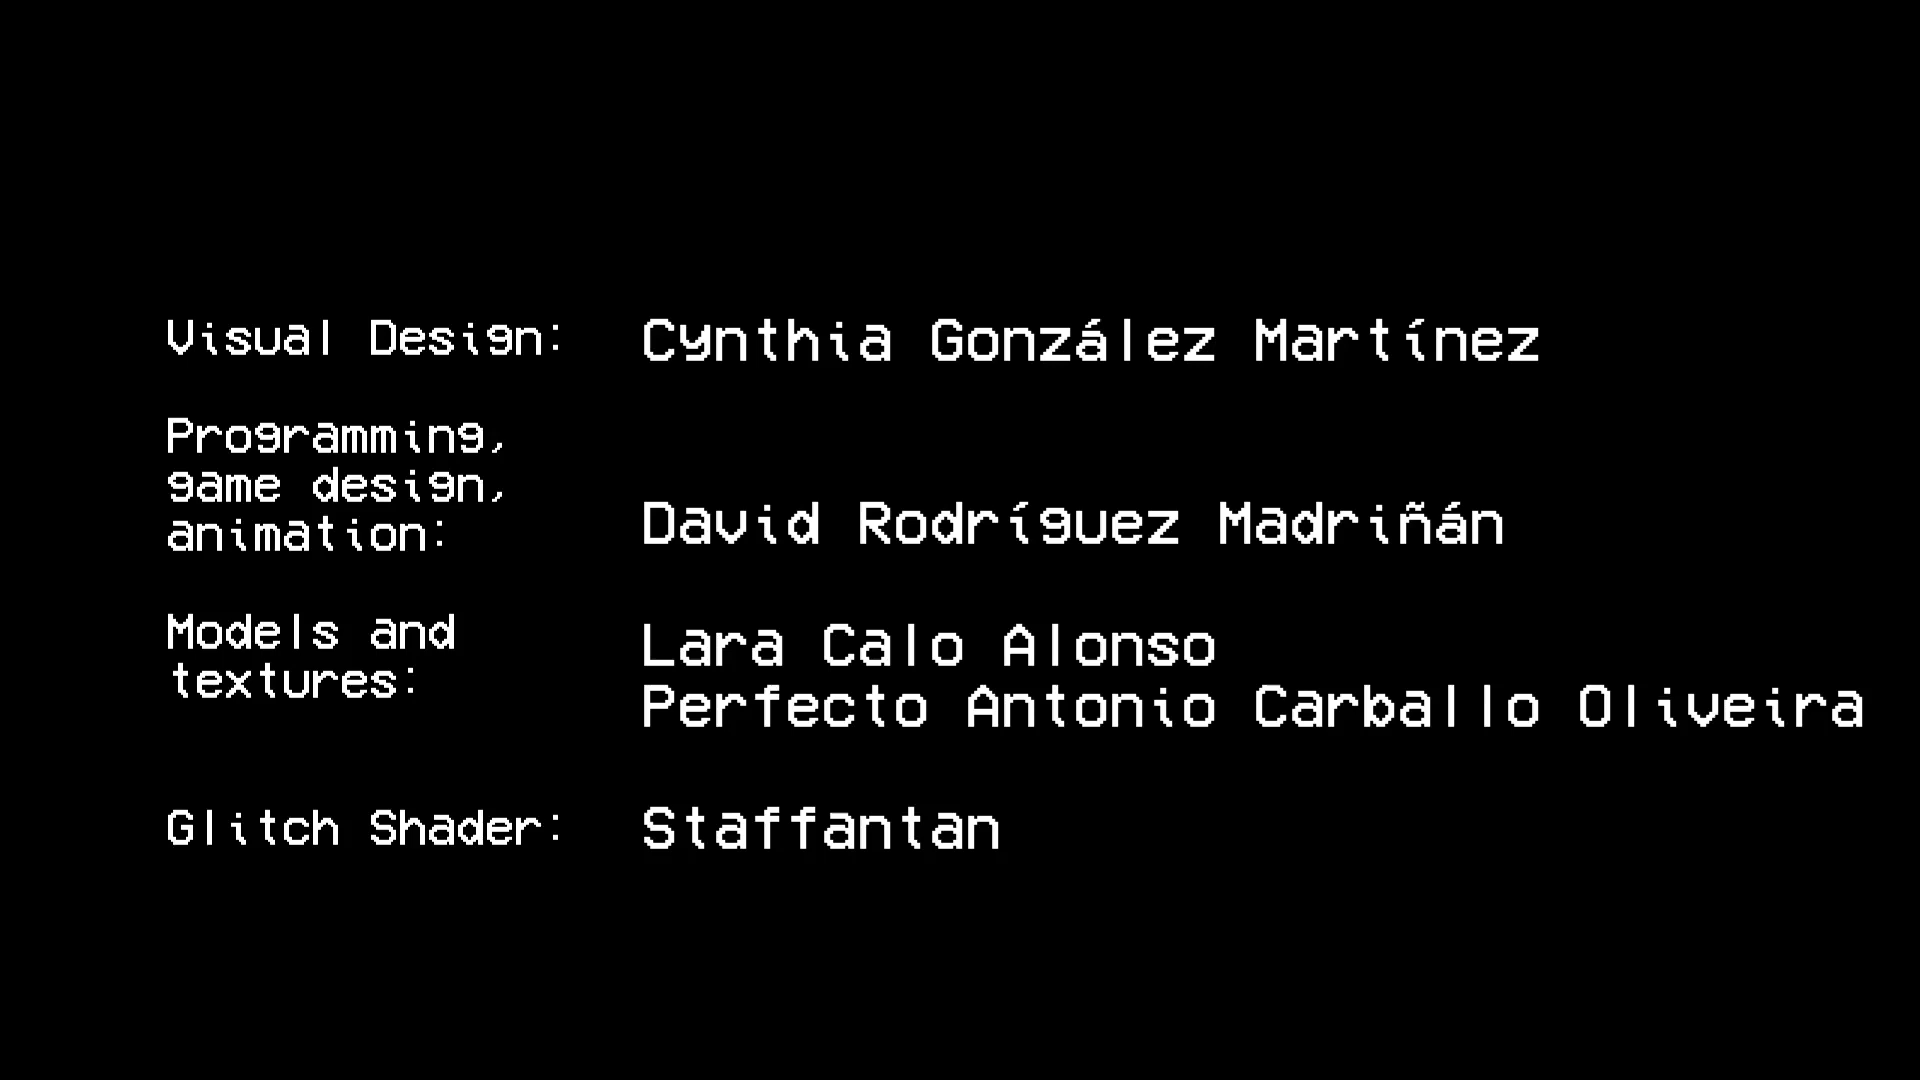 Visual Design: Cynthia González Martínez
Programming,
game design,
animation: David Rodríguez Madriñán
Models and Lara Calo Alonso
textures: Perfecto Antonio Carballo Oliveira
Glitch Shader: Staffantan